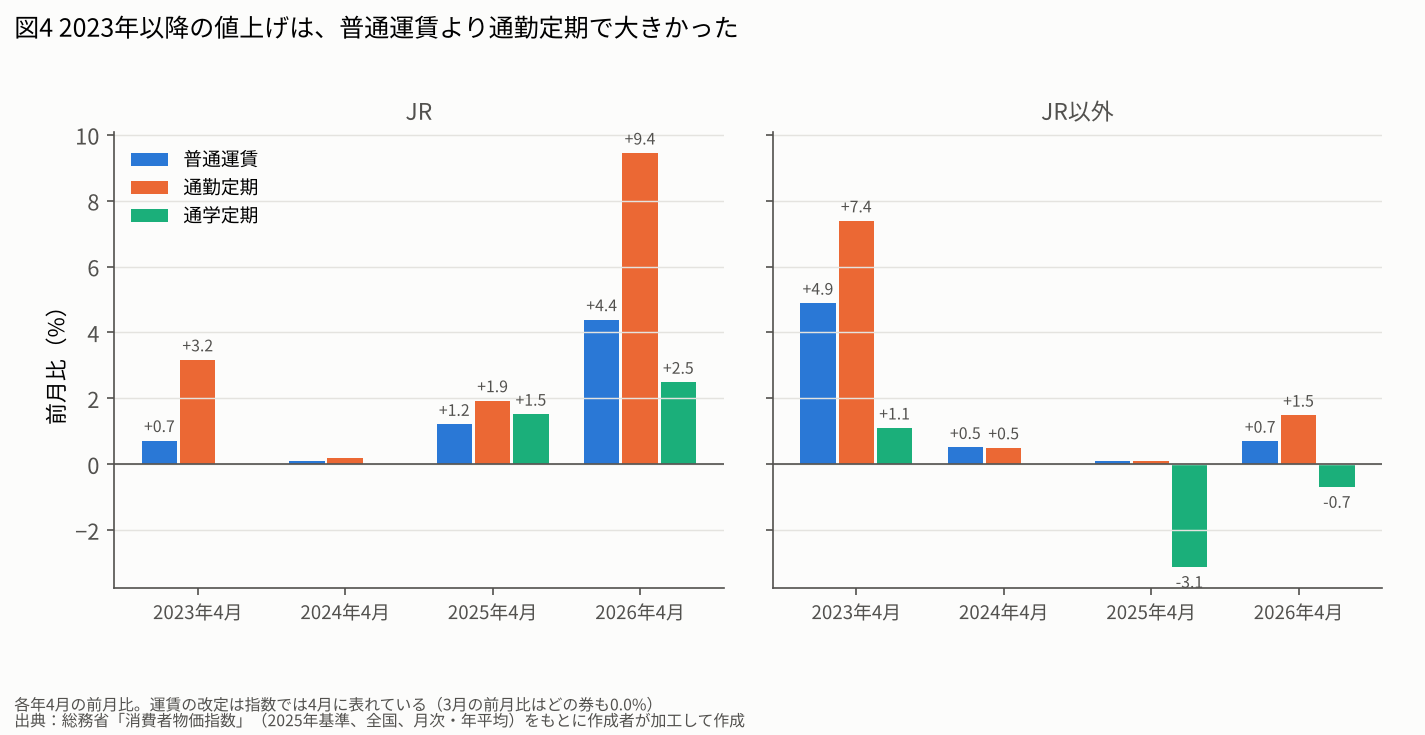 図4 2023年以降の値上げは、普通運賃より通勤定期で大きかった
JR
JR以外
普通運賃
通勤定期
通学定期
前月比（%）
10
8
6
4
2
0
−2
+0.7
+3.2
+1.2
+1.9
+1.5
+4.4
+9.4
+2.5
+4.9
+7.4
+1.1
+0.5
+0.5
-3.1
+0.7
+1.5
-0.7
2023年4月
2024年4月
2025年4月
2026年4月
2023年4月
2024年4月
2025年4月
2026年4月
各年4月の前月比。運賃の改定は指数では4月に表れている（3月の前月比はどの券も0.0%）
出典：総務省「消費者物価指数」（2025年基準、全国、月次・年平均）をもとに作成者が加工して作成